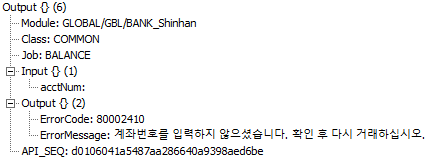 Output {} (6)
Module: GLOBAL/GBL/BANK_Shinhan
Class: COMMON
Job: BALANCE
Input {} (1)
acctNum:
Output {} (2)
ErrorCode: 80002410
ErrorMessage: 계좌번호를 입력하지 않으셨습니다. 확인 후 다시 거래하십시오.
API_SEQ: d0106041a5487aa286640a9398aed6be